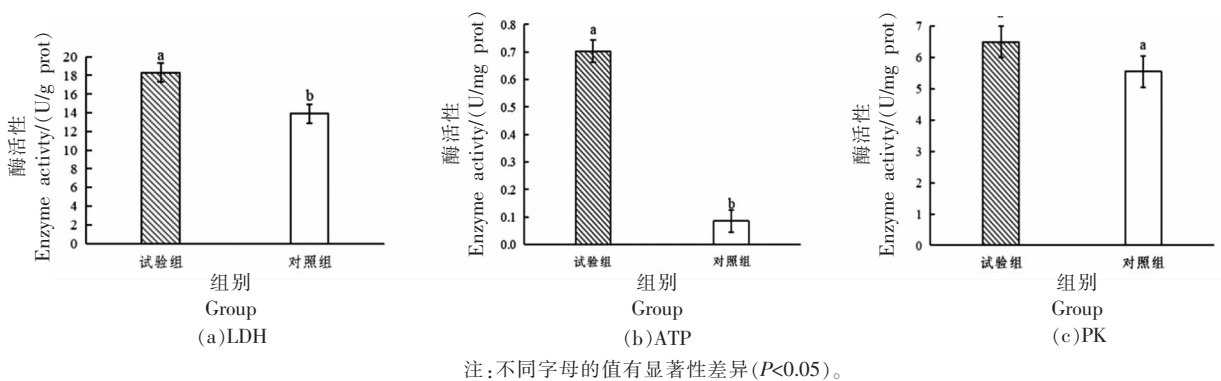 酶活性
Enzyme activty/(U/g prot)
20
18
16
14
12
10
8
6
4
2
0
a
b
试验组
对照组
组别
Group
(a)LDH
酶活性
Enzyme activty/(U/mg prot)
0.8
0.7
0.6
0.5
0.4
0.3
0.2
0.1
0.0
a
b
试验组
对照组
组别
Group
(b)ATP
酶活性
Enzyme activty/(U/mg prot)
7
6
5
4
3
2
1
0
a
试验组
对照组
组别
Group
(c)PK
注:不同字母的值有显著性差异(P<0.05)。